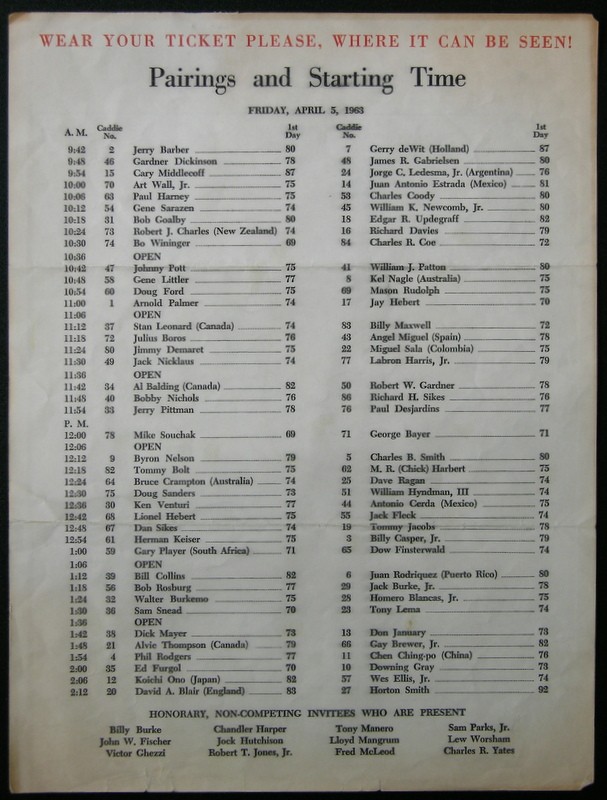 WEAR YOUR TICKET PLEASE, WHERE IT CAN BE SEEN!
Pairings and Starting Time
FRIDAY, APRIL 5, 1963
A. M. Caddie No. 1st Day Caddie No. 1st Day
9:42 2 Jerry Barber 80 7 Gerry deWit (Holland) 87
9:48 46 Gardner Dickinson 78 48 James R. Gabrielsen 80
9:54 15 Cary Middlecoff 87 24 Jorge C. Ledesma, Jr. (Argentina) 76
10:00 70 Art Wall, Jr. 75 14 Juan Antonio Estrada (Mexico) 81
10:06 63 Paul Harney 75 53 Charles Coody 80
10:12 54 Gene Sarazen 74 45 William K. Newcomb, Jr. 80
10:18 31 Bob Goalby 80 18 Edgar R. Updegraff 82
10:24 73 Robert J. Charles (New Zealand) 74 16 Richard Davies 79
10:30 74 Bo Wininger 69 84 Charles R. Coe 72
10:36 OPEN
10:42 47 Johnny Pott 75 41 William J. Patton 80
10:48 58 Gene Littler 77 8 Kel Nagle (Australia) 75
10:54 60 Doug Ford 75 69 Mason Rudolph 75
11:00 1 Arnold Palmer 74 17 Jay Hebert 70
11:06 OPEN
11:12 37 Stan Leonard (Canada) 74 83 Billy Maxwell 72
11:18 72 Julius Boros 76 43 Angel Miguel (Spain) 78
11:24 80 Jimmy Demaret 75 22 Miguel Sala (Colombia) 75
11:30 49 Jack Nicklaus 74 77 Labron Harris, Jr. 79
11:36 OPEN
11:42 34 Al Balding (Canada) 82 50 Robert W. Gardner 78
11:48 40 Bobby Nichols 76 86 Richard H. Sikes 76
11:54 33 Jerry Pittman 78 76 Paul Desjardins 77
P. M.
12:00 78 Mike Souchak 69 71 George Bayer 71
12:06 OPEN
12:12 9 Byron Nelson 79 5 Charles B. Smith 80
12:18 82 Tommy Bolt 75 62 M. R. (Chick) Harbert 75
12:24 64 Bruce Crampton (Australia) 74 25 Dave Ragan 74
12:30 75 Doug Sanders 73 51 William Hyndman, III 74
12:36 30 Ken Venturi 77 44 Antonio Cerda (Mexico) 75
12:42 68 Lionel Hebert 75 55 Jack Fleck 74
12:48 67 Dan Sikes 74 19 Tommy Jacobs 78
12:54 61 Herman Keiser 75 3 Billy Casper, Jr. 79
1:00 59 Gary Player (South Africa) 71 65 Dow Finsterwald 74
1:06 OPEN
1:12 39 Bill Collins 82 6 Juan Rodriquez (Puerto Rico) 80
1:18 56 Bob Rosburg 77 29 Jack Burke, Jr. 78
1:24 32 Walter Burkemo 75 28 Homero Blancas, Jr. 75
1:30 36 Sam Snead 70 23 Tony Lema 74
1:36 OPEN
1:42 38 Dick Mayer 73 13 Don January 73
1:48 21 Alvie Thompson (Canada) 79 66 Gay Brewer, Jr. 82
1:54 4 Phil Rodgers 77 11 Chen Ching-po (China) 76
2:00 35 Ed Furgol 70 10 Downing Gray 73
2:06 12 Koichi Ono (Japan) 82 57 Wes Ellis, Jr. 74
2:12 20 David A. Blair (England) 83 27 Horton Smith 92
HONORARY, NON-COMPETING INVITEES WHO ARE PRESENT
Billy Burke Chandler Harper Tony Manero Sam Parks, Jr.
John W. Fischer Jock Hutchison Lloyd Mangrum Lew Worsham
Victor Ghezzi Robert T. Jones, Jr. Fred McLeod Charles R. Yates